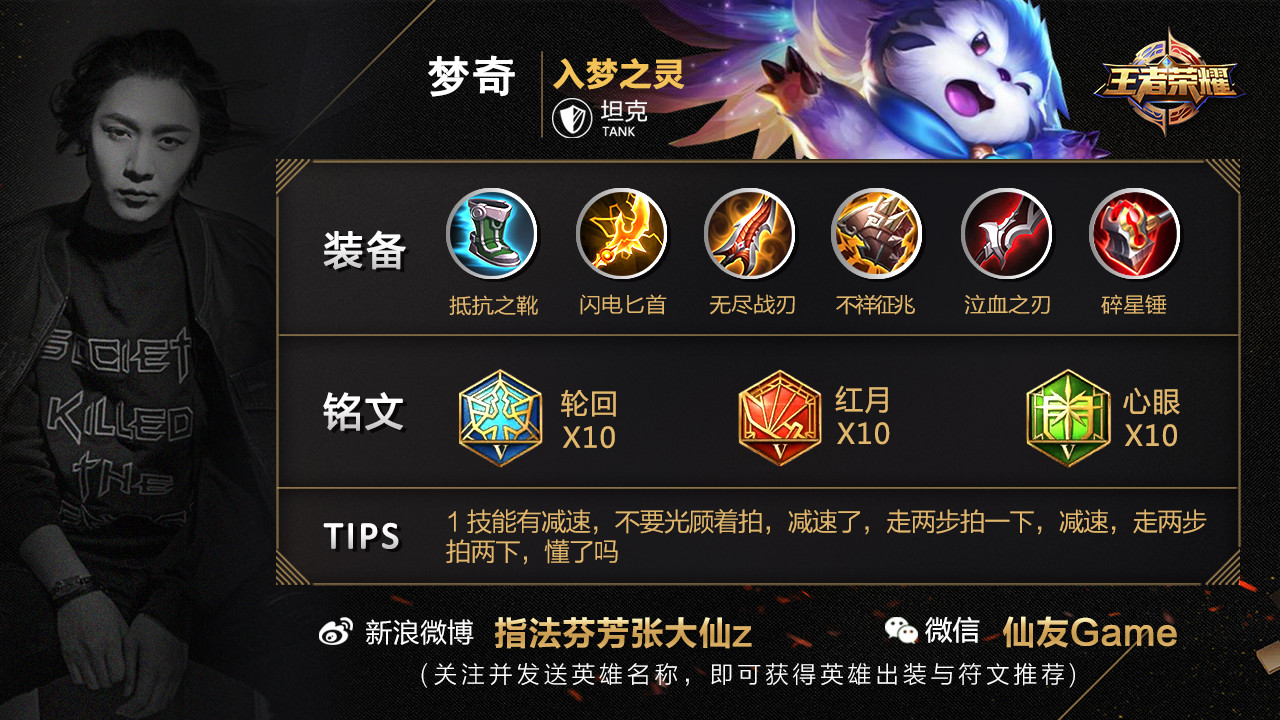 梦奇
入梦之灵
坦克
TANK
王者荣耀
装备
抵抗之靴
闪电匕首
无尽战刃
不祥征兆
泣血之刃
碎星锤
铭文
轮回
X10
红月
X10
心眼
X10
V
V
V
TIPS
1 技能有减速，不要光顾着拍，减速了，走两步拍一下，减速，走两步
拍两下，懂了吗
新浪微博 指法芬芳张大仙z
微信 仙友Game
（关注并发送英雄名称，即可获得英雄出装与符文推荐）
SOCIET
KILLED
THE